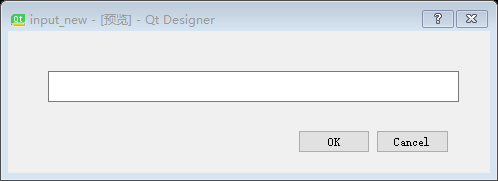 input_new - [预览] - Qt Designer
OK
Cancel